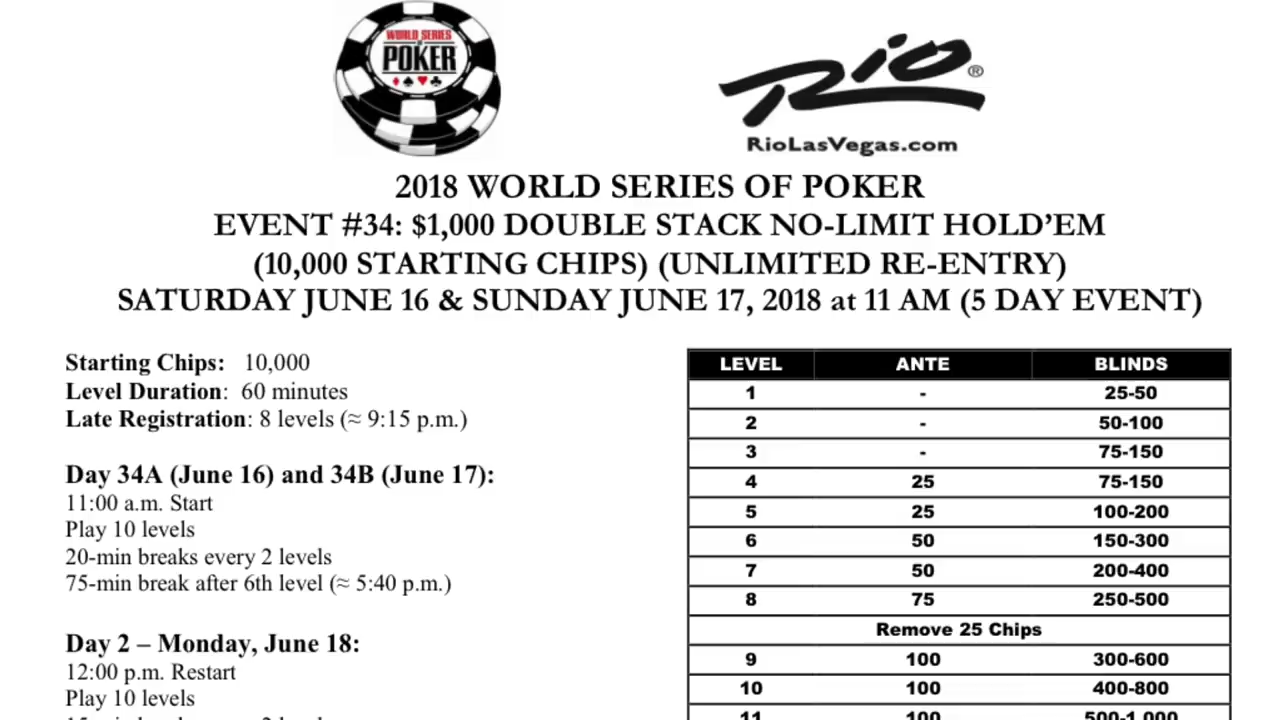 WORLD SERIES
OF
POKER
Rio®
RioLasVegas.com
2018 WORLD SERIES OF POKER
EVENT #34: $1,000 DOUBLE STACK NO-LIMIT HOLD’EM
(10,000 STARTING CHIPS) (UNLIMITED RE-ENTRY)
SATURDAY JUNE 16 & SUNDAY JUNE 17, 2018 at 11 AM (5 DAY EVENT)
Starting Chips: 10,000
Level Duration: 60 minutes
Late Registration: 8 levels (≈ 9:15 p.m.)
Day 34A (June 16) and 34B (June 17):
11:00 a.m. Start
Play 10 levels
20-min breaks every 2 levels
75-min break after 6th level (≈ 5:40 p.m.)
Day 2 – Monday, June 18:
12:00 p.m. Restart
Play 10 levels
LEVEL ANTE BLINDS
1 - 25-50
2 - 50-100
3 - 75-150
4 25 75-150
5 25 100-200
6 50 150-300
7 50 200-400
8 75 250-500
Remove 25 Chips
9 100 300-600
10 100 400-800
11 100 500-1,000